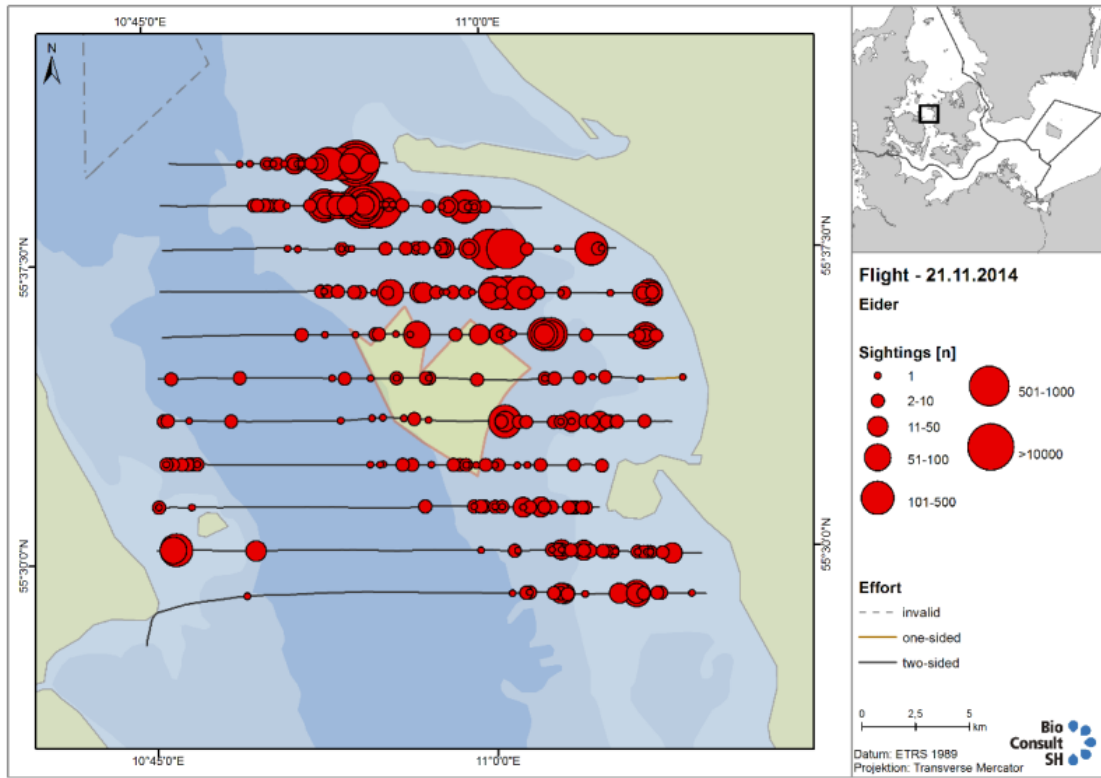 10°45'0"E
11°0'0"E
N
55°37'30"N
55°37'30"N
55°30'0"N
55°30'0"N
10°45'0"E
11°0'0"E
Flight - 21.11.2014
Eider
Sightings [n]
1
2-10
11-50
51-100
101-500
501-1000
>10000
Effort
invalid
one-sided
two-sided
0 2,5 5
km
Datum: ETRS 1989
Projektion: Transverse Mercator
Bio
Consult
SH